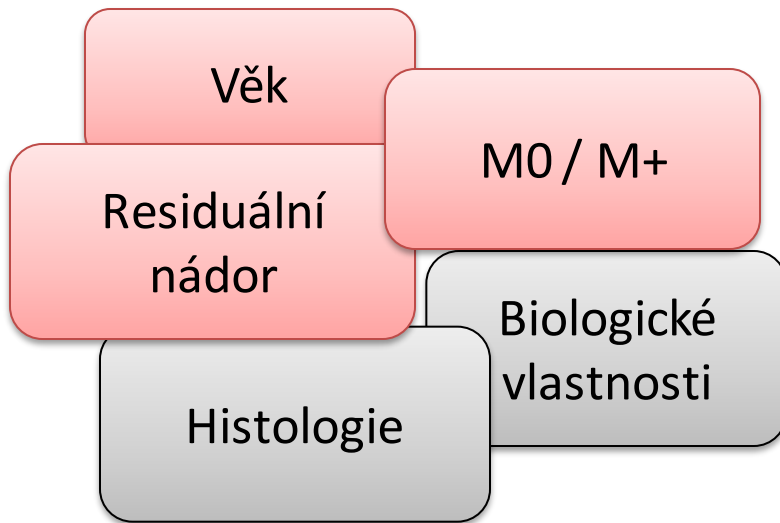 Věk
M0 / M+
Residuální
nádor
Biologické
vlastnosti
Histologie